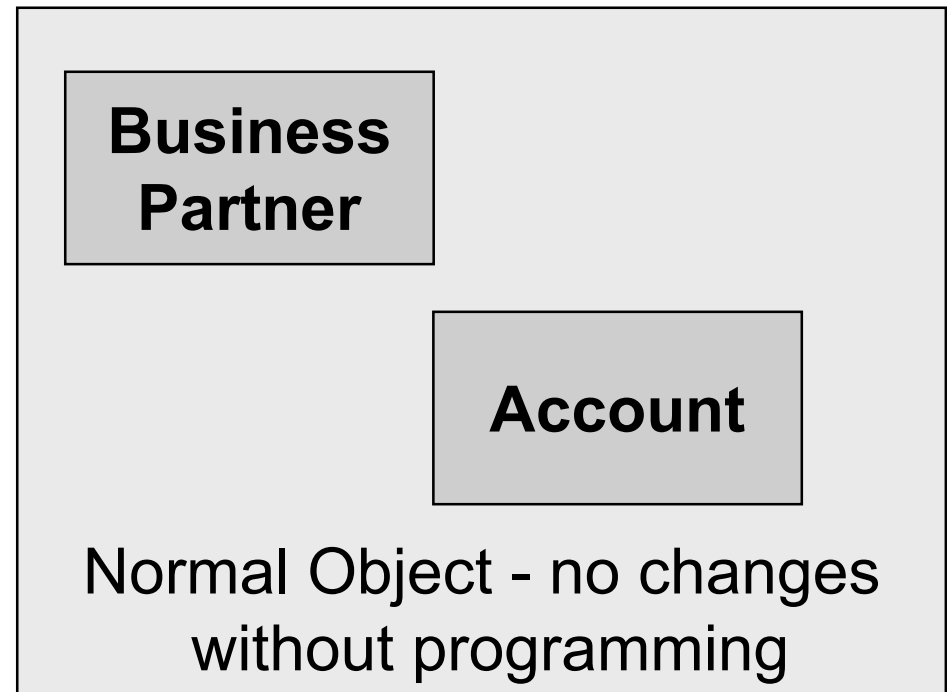 Business
Partner
Account
Normal Object - no changes
without programming